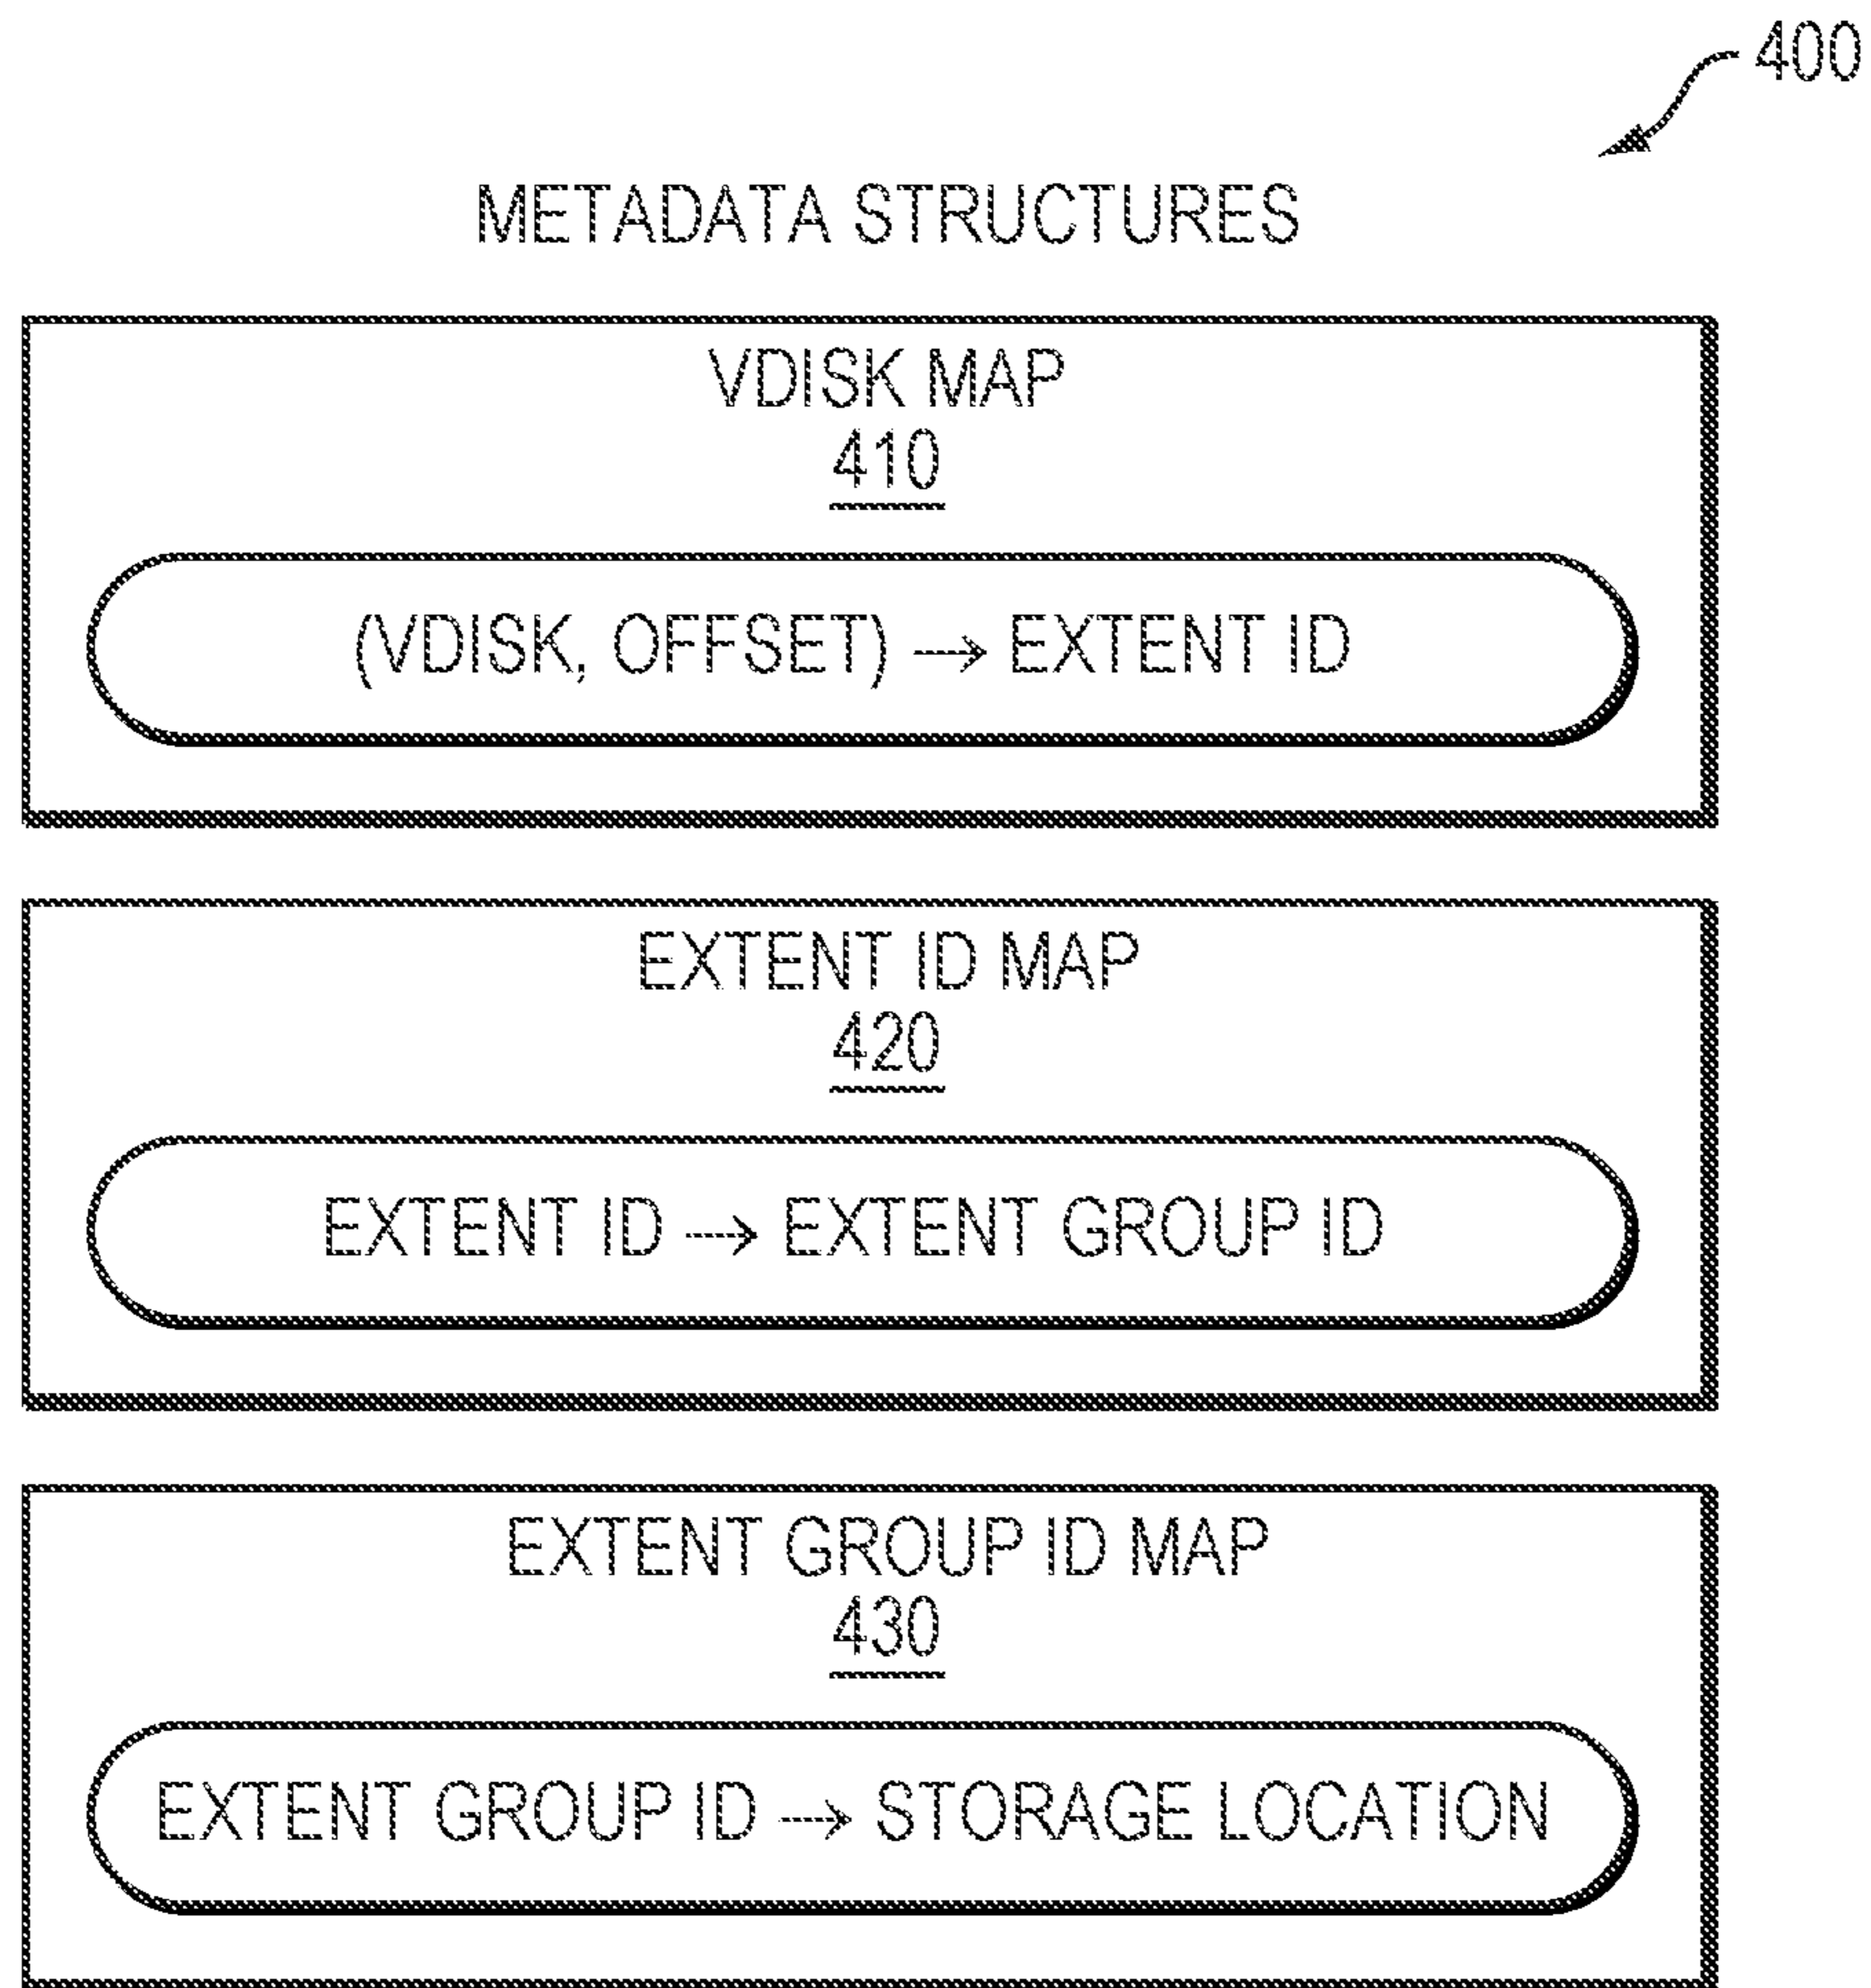 400
METADATA STRUCTURES
VDISK MAP
410
(VDISK, OFFSET) → EXTENT ID
EXTENT ID MAP
420
EXTENT ID → EXTENT GROUP ID
EXTENT GROUP ID MAP
430
EXTENT GROUP ID → STORAGE LOCATION